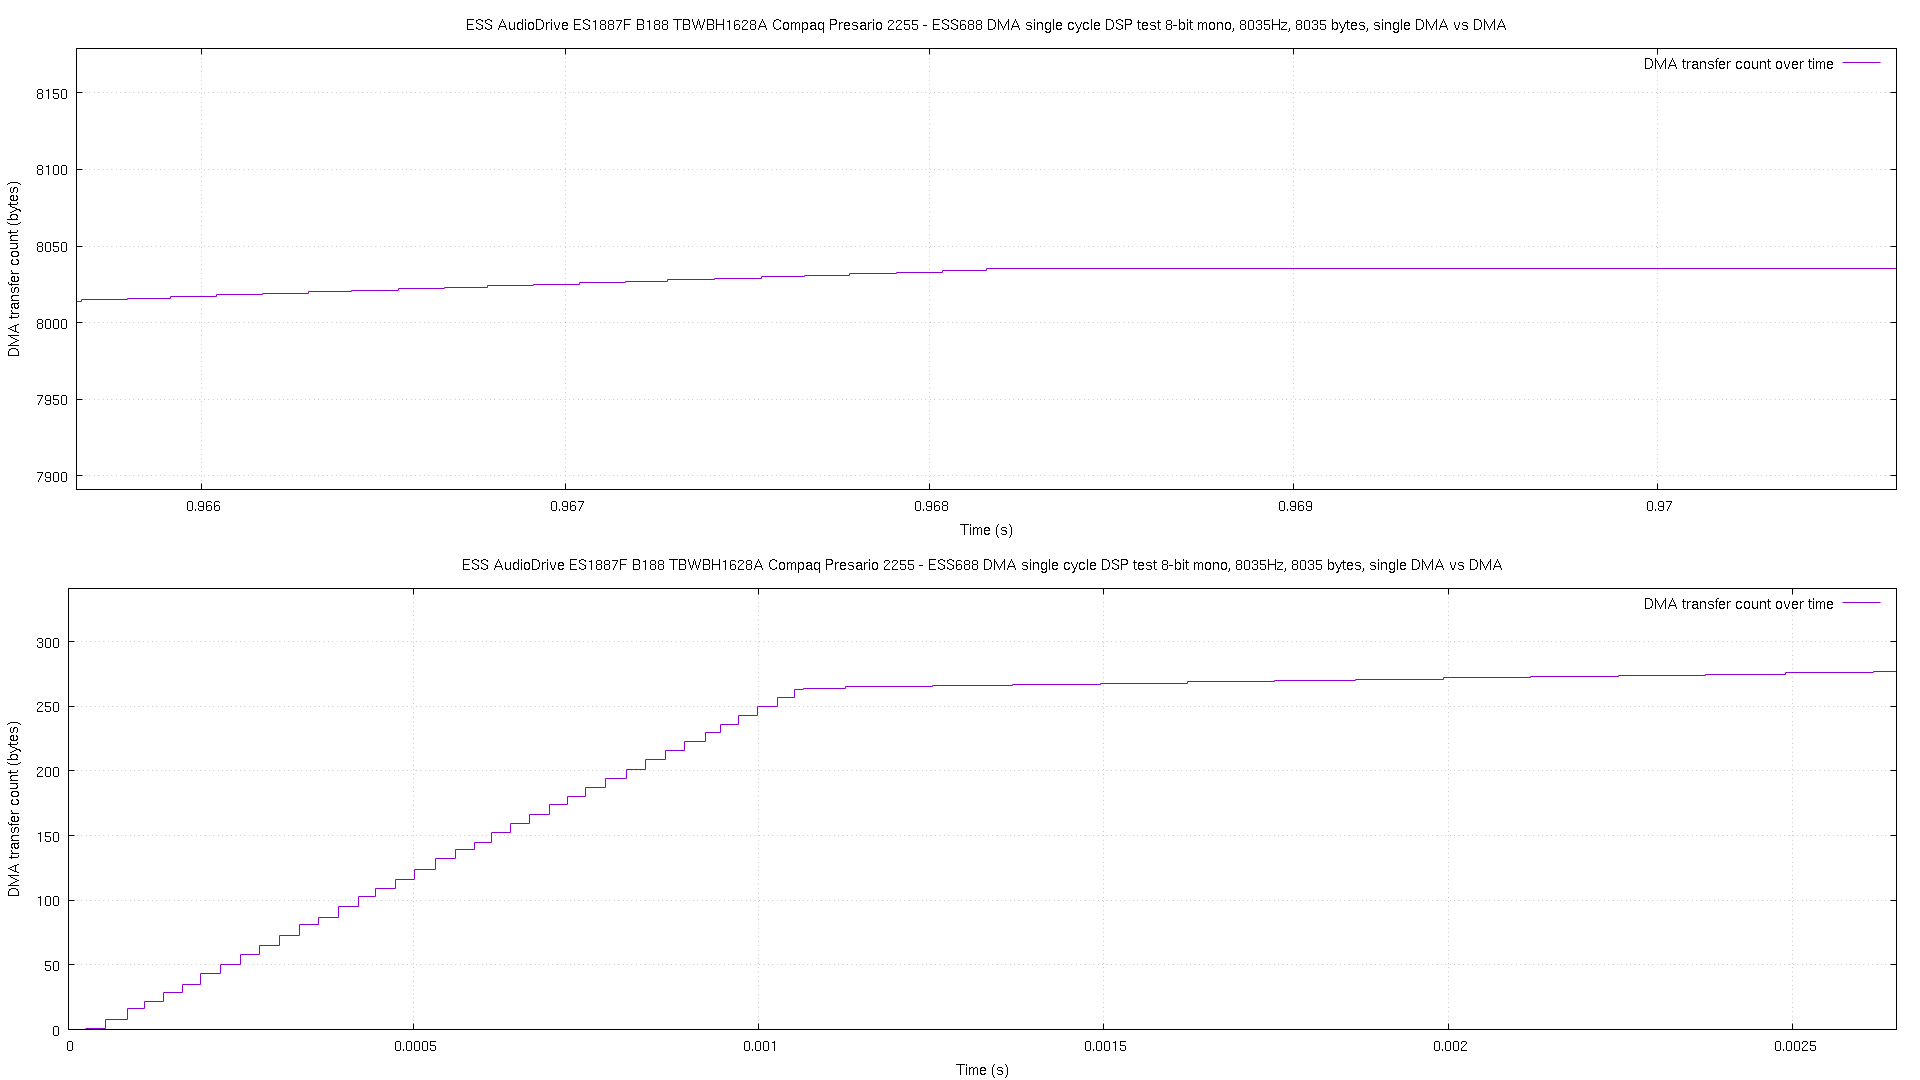 ESS AudioDrive ES1887F B188 TBWBH1628A Compaq Presario 2255 - ESS688 DMA single cycle DSP test 8-bit mono, 8035Hz, 8035 bytes, single DMA vs DMA
DMA transfer count over time
8150
8100
8050
8000
7950
7900
DMA transfer count (bytes)
0.966 0.967 0.968 0.969 0.97
Time (s)
ESS AudioDrive ES1887F B188 TBWBH1628A Compaq Presario 2255 - ESS688 DMA single cycle DSP test 8-bit mono, 8035Hz, 8035 bytes, single DMA vs DMA
DMA transfer count over time
300
250
200
150
100
50
0
DMA transfer count (bytes)
0 0.0005 0.001 0.0015 0.002 0.0025
Time (s)